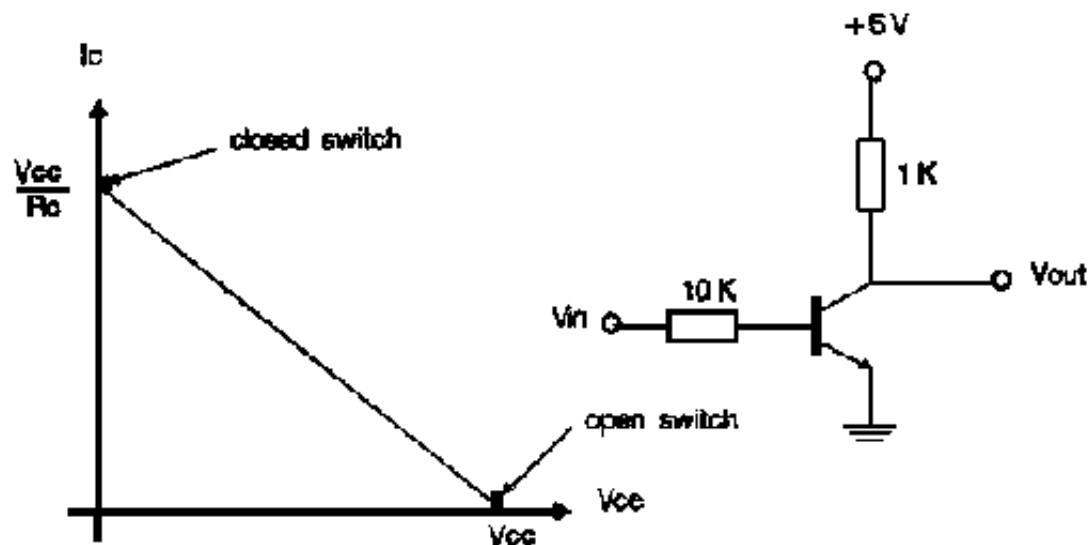 Ic
closed switch
Vcc
Rc
open switch
Vce
Vcc
+5V
1K
10K
Vin
Vout